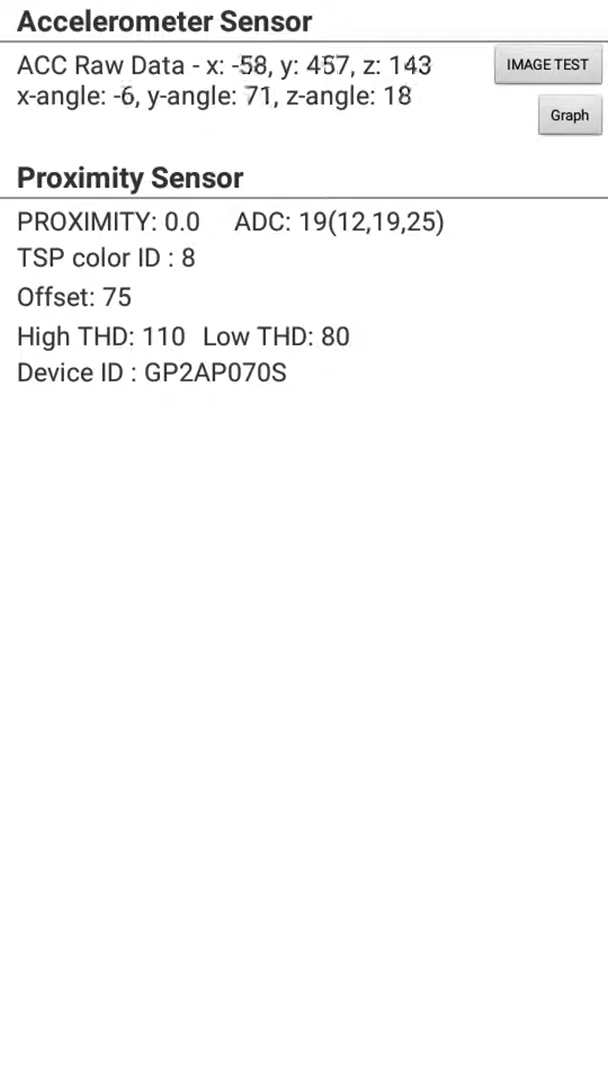 Accelerometer Sensor
ACC Raw Data - x: -58, y: 457, z: 143
IMAGE TEST
x-angle: -6, y-angle: 71, z-angle: 18
Graph
Proximity Sensor
PROXIMITY: 0.0 ADC: 19(12,19,25)
TSP color ID : 8
Offset: 75
High THD: 110 Low THD: 80
Device ID : GP2AP070S